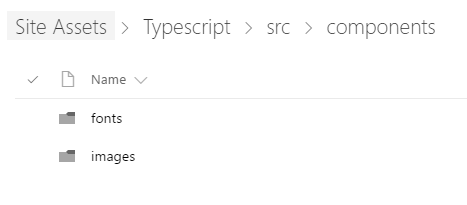 Site Assets > Typescript > src > components
Name
fonts
images